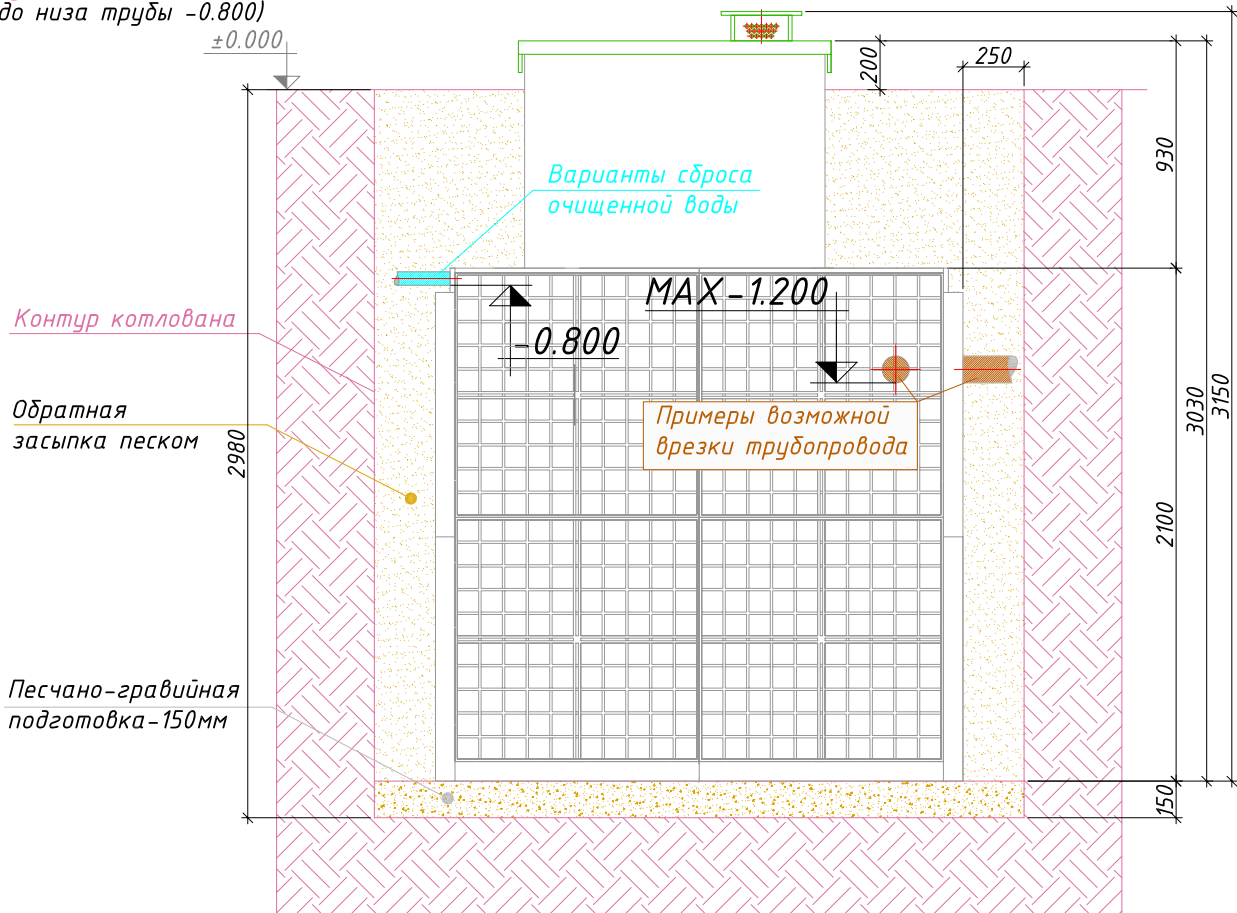 до низа трубы -0.800)
±0.000
200
250
930
Варианты сброса
очищенной воды
MAX-1.200
-0.800
Контур котлована
Обратная
засыпка песком
2980
Примеры возможной
врезки трубопровода
3030
3150
2100
Песчано-гравийная
подготовка-150мм
150